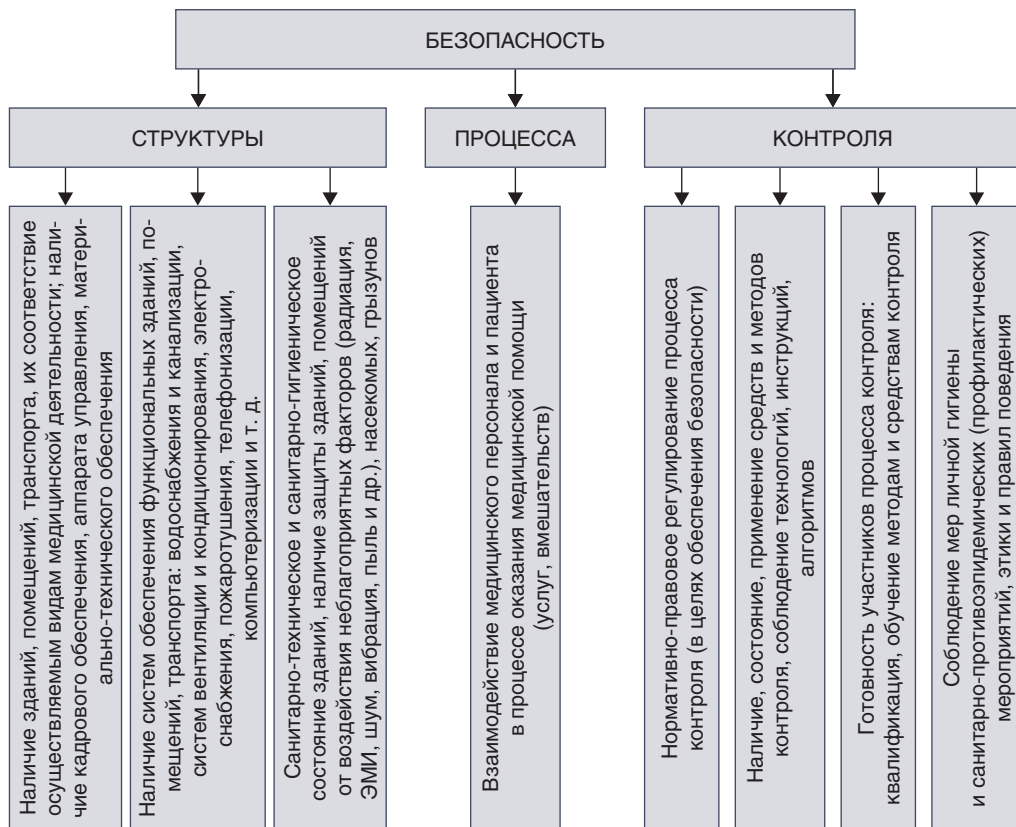 БЕЗОПАСНОСТЬ
СТРУКТУРЫ
ПРОЦЕССА
КОНТРОЛЯ
Наличие зданий, помещений, транспорта, их соответствие
осуществляемым видам медицинской деятельности; нали-
чие кадрового обеспечения, аппарата управления, матери-
ально-технического обеспечения
Наличие систем обеспечения функциональных зданий, по-
мещений, транспорта: водоснабжения и канализации,
систем вентиляции и кондиционирования, электро-
снабжения, пожаротушения, телефонизации,
компьютеризации и т. д.
Санитарно-техническое и санитарно-гигиеническое
состояние зданий, наличие защиты зданий, помещений
от воздействия неблагоприятных факторов (радиация,
ЭМИ, шум, вибрация, пыль и др.), насекомых, грызунов
Взаимодействие медицинского персонала и пациента
в процессе оказания медицинской помощи
(услуг, вмешательств)
Нормативно-правовое регулирование процесса
контроля (в целях обеспечения безопасности)
Наличие, состояние, применение средств и методов
контроля, соблюдение технологий, инструкций,
алгоритмов
Готовность участников процесса контроля:
квалификация, обучение методам и средствам контроля
Соблюдение мер личной гигиены
и санитарно-противоэпидемических (профилактических)
мероприятий, этики и правил поведения